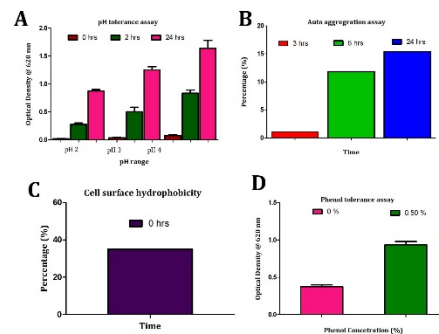 A
pH tolerance assay
0 hrs 2 hrs 24 hrs
Optical Density @ 620 nm
2.0
1.5
1.0
0.5
0.0
pH 2 pH 3 pH 4
pH range
B
Auto aggregration assay
3 hrs 6 hrs 24 hrs
Percentage (%)
20
15
10
5
0
Time
C
Cell surface hydrophobicity
0 hrs
Percentage (%)
60
40
20
0
Time
D
Phenol tolerance assay
0 % 0.50 %
Optical Density @ 620 nm
1.5
1.0
0.5
0.0
Phenol Concetration (%)